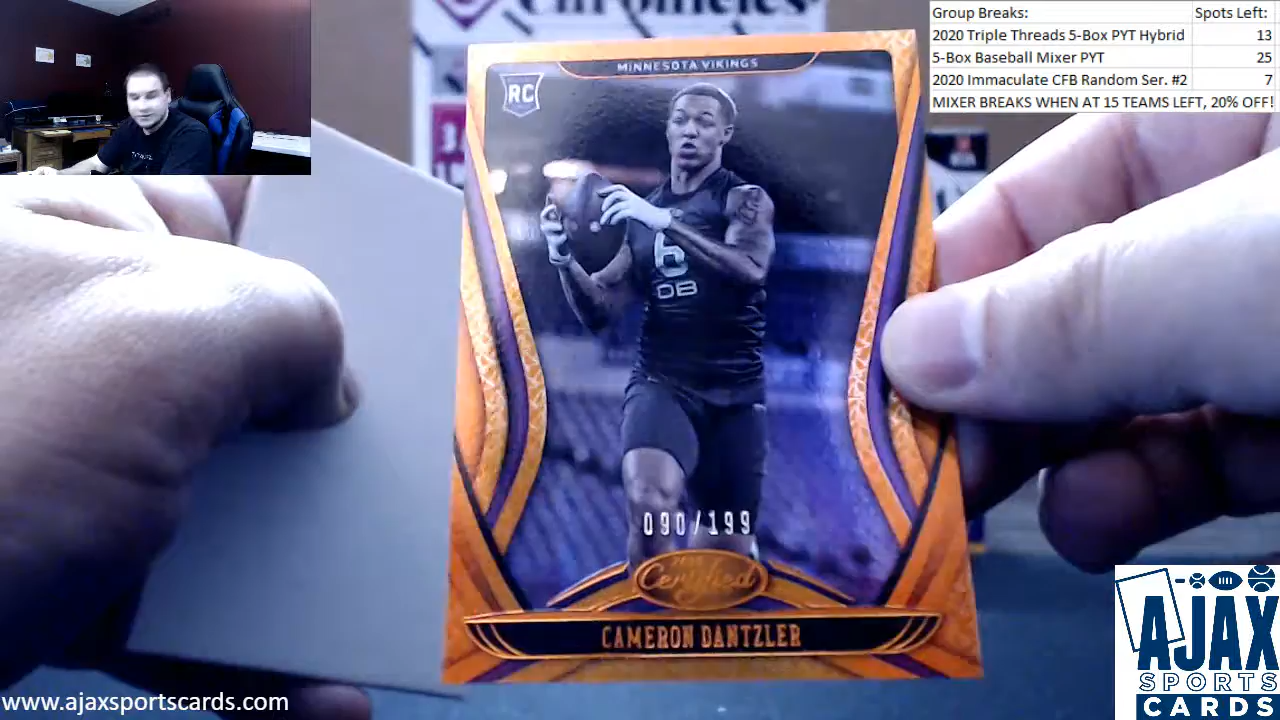 Group Breaks: Spots Left:
2020 Triple Threads 5-Box PYT Hybrid 13
5-Box Baseball Mixer PYT 25
2020 Immaculate CFB Random Ser. #2 7
MIXER BREAKS WHEN AT 15 TEAMS LEFT, 20% OFF!
MINNESOTA VIKINGS
RC
6
DB
090/199
Certified
CAMERON DANTZLER
www.ajaxsportscards.com
AJAX
SPORTS
CARDS